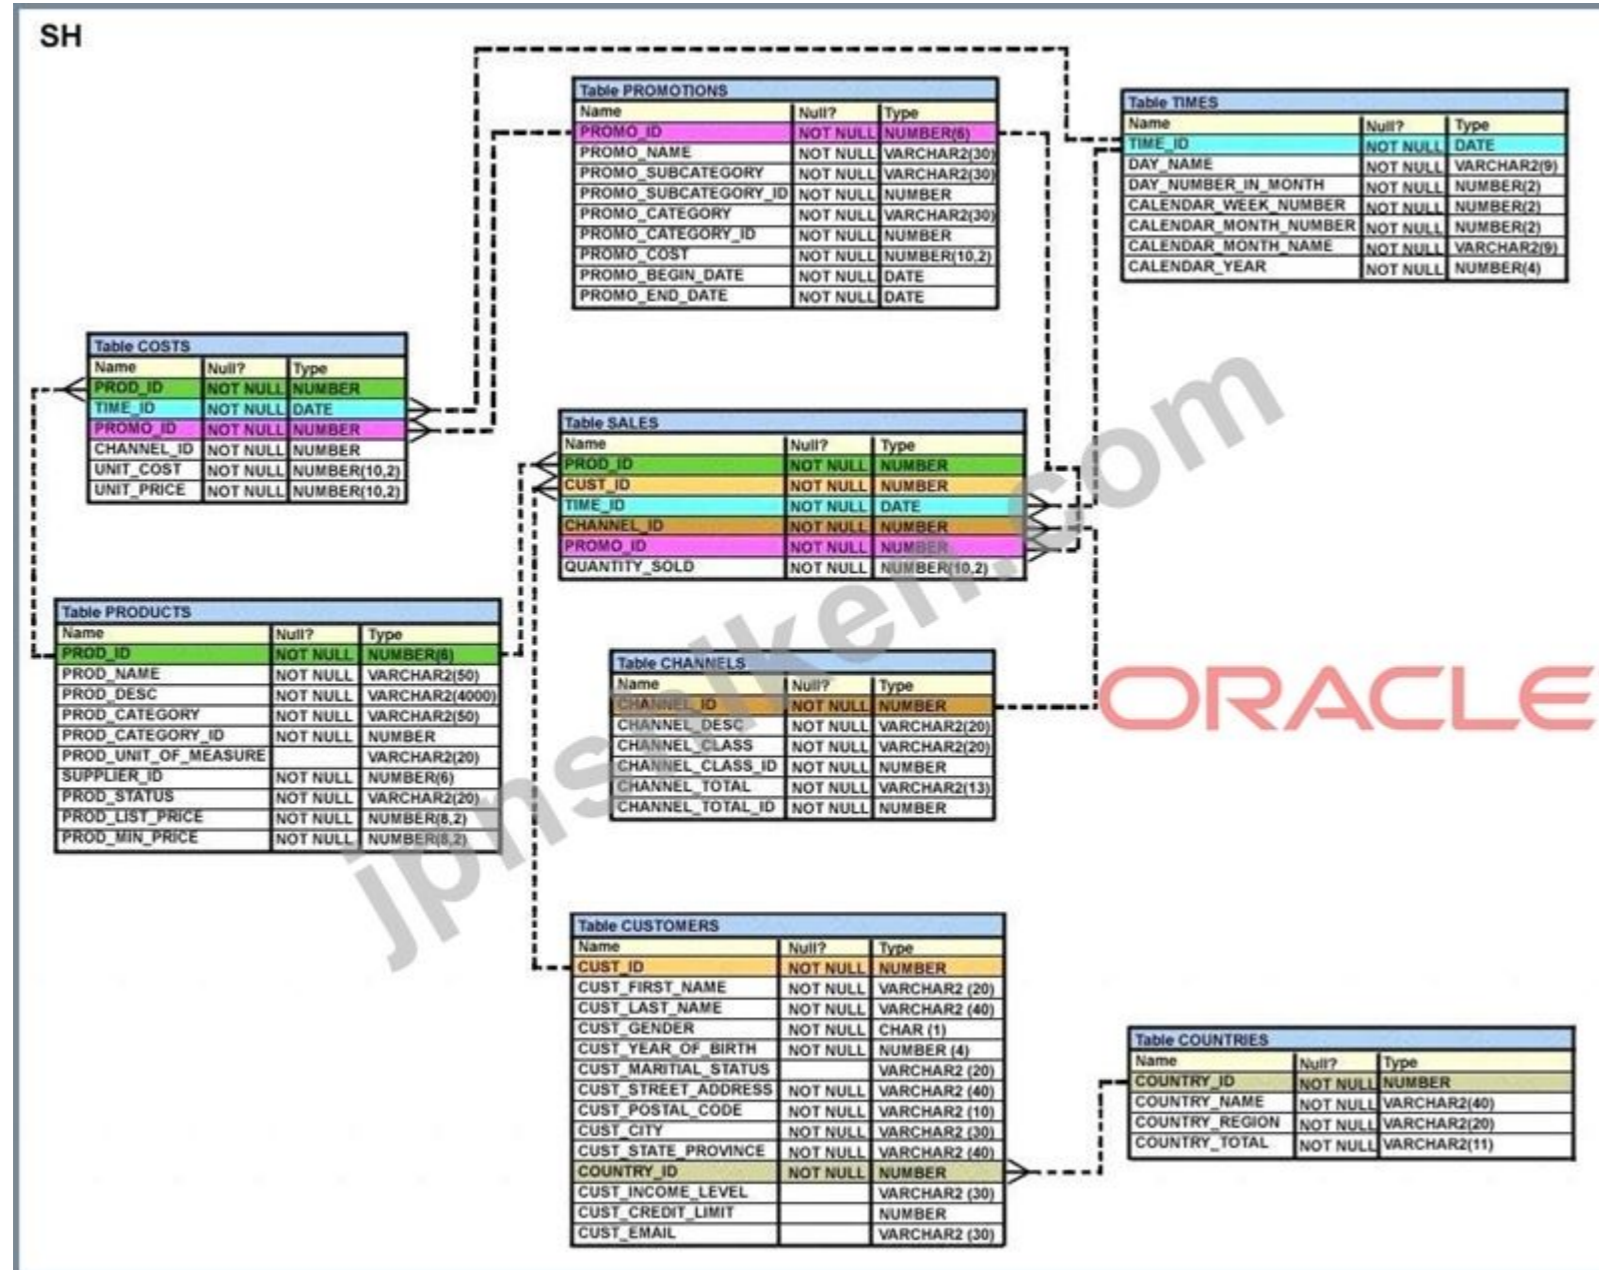 SH
Table PROMOTIONS
Name Null? Type
PROMO_ID NOT NULL NUMBER(6)
PROMO_NAME NOT NULL VARCHAR2(30)
PROMO_SUBCATEGORY NOT NULL VARCHAR2(30)
PROMO_SUBCATEGORY_ID NOT NULL NUMBER
PROMO_CATEGORY NOT NULL VARCHAR2(30)
PROMO_CATEGORY_ID NOT NULL NUMBER
PROMO_COST NOT NULL NUMBER(10,2)
PROMO_BEGIN_DATE NOT NULL DATE
PROMO_END_DATE NOT NULL DATE
Table TIMES
Name Null? Type
TIME_ID NOT NULL DATE
DAY_NAME NOT NULL VARCHAR2(9)
DAY_NUMBER_IN_MONTH NOT NULL NUMBER(2)
CALENDAR_WEEK_NUMBER NOT NULL NUMBER(2)
CALENDAR_MONTH_NUMBER NOT NULL NUMBER(2)
CALENDAR_MONTH_NAME NOT NULL VARCHAR2(9)
CALENDAR_YEAR NOT NULL NUMBER(4)
Table COSTS
Name Null? Type
PROD_ID NOT NULL NUMBER
TIME_ID NOT NULL DATE
PROMO_ID NOT NULL NUMBER
CHANNEL_ID NOT NULL NUMBER
UNIT_COST NOT NULL NUMBER(10,2)
UNIT_PRICE NOT NULL NUMBER(10,2)
Table SALES
Name Null? Type
PROD_ID NOT NULL NUMBER
CUST_ID NOT NULL NUMBER
TIME_ID NOT NULL DATE
CHANNEL_ID NOT NULL NUMBER
PROMO_ID NOT NULL NUMBER
QUANTITY_SOLD NOT NULL NUMBER(10,2)
Table PRODUCTS
Name Null? Type
PROD_ID NOT NULL NUMBER(6)
PROD_NAME NOT NULL VARCHAR2(50)
PROD_DESC NOT NULL VARCHAR2(4000)
PROD_CATEGORY NOT NULL VARCHAR2(50)
PROD_CATEGORY_ID NOT NULL NUMBER
PROD_UNIT_OF_MEASURE VARCHAR2(20)
SUPPLIER_ID NOT NULL NUMBER(6)
PROD_STATUS NOT NULL VARCHAR2(20)
PROD_LIST_PRICE NOT NULL NUMBER(8,2)
PROD_MIN_PRICE NOT NULL NUMBER(8,2)
Table CHANNELS
Name Null? Type
CHANNEL_ID NOT NULL NUMBER
CHANNEL_DESC NOT NULL VARCHAR2(20)
CHANNEL_CLASS NOT NULL VARCHAR2(20)
CHANNEL_CLASS_ID NOT NULL NUMBER
CHANNEL_TOTAL NOT NULL VARCHAR2(13)
CHANNEL_TOTAL_ID NOT NULL NUMBER
ORACLE
jpnshiken.com
Table CUSTOMERS
Name Null? Type
CUST_ID NOT NULL NUMBER
CUST_FIRST_NAME NOT NULL VARCHAR2 (20)
CUST_LAST_NAME NOT NULL VARCHAR2 (40)
CUST_GENDER NOT NULL CHAR (1)
CUST_YEAR_OF_BIRTH NOT NULL NUMBER (4)
CUST_MARITIAL_STATUS VARCHAR2 (20)
CUST_STREET_ADDRESS NOT NULL VARCHAR2 (40)
CUST_POSTAL_CODE NOT NULL VARCHAR2 (10)
CUST_CITY NOT NULL VARCHAR2 (30)
CUST_STATE_PROVINCE NOT NULL VARCHAR2 (40)
COUNTRY_ID NOT NULL NUMBER
CUST_INCOME_LEVEL VARCHAR2 (30)
CUST_CREDIT_LIMIT NUMBER
CUST_EMAIL VARCHAR2 (30)
Table COUNTRIES
Name Null? Type
COUNTRY_ID NOT NULL NUMBER
COUNTRY_NAME NOT NULL VARCHAR2(40)
COUNTRY_REGION NOT NULL VARCHAR2(20)
COUNTRY_TOTAL NOT NULL VARCHAR2(11)